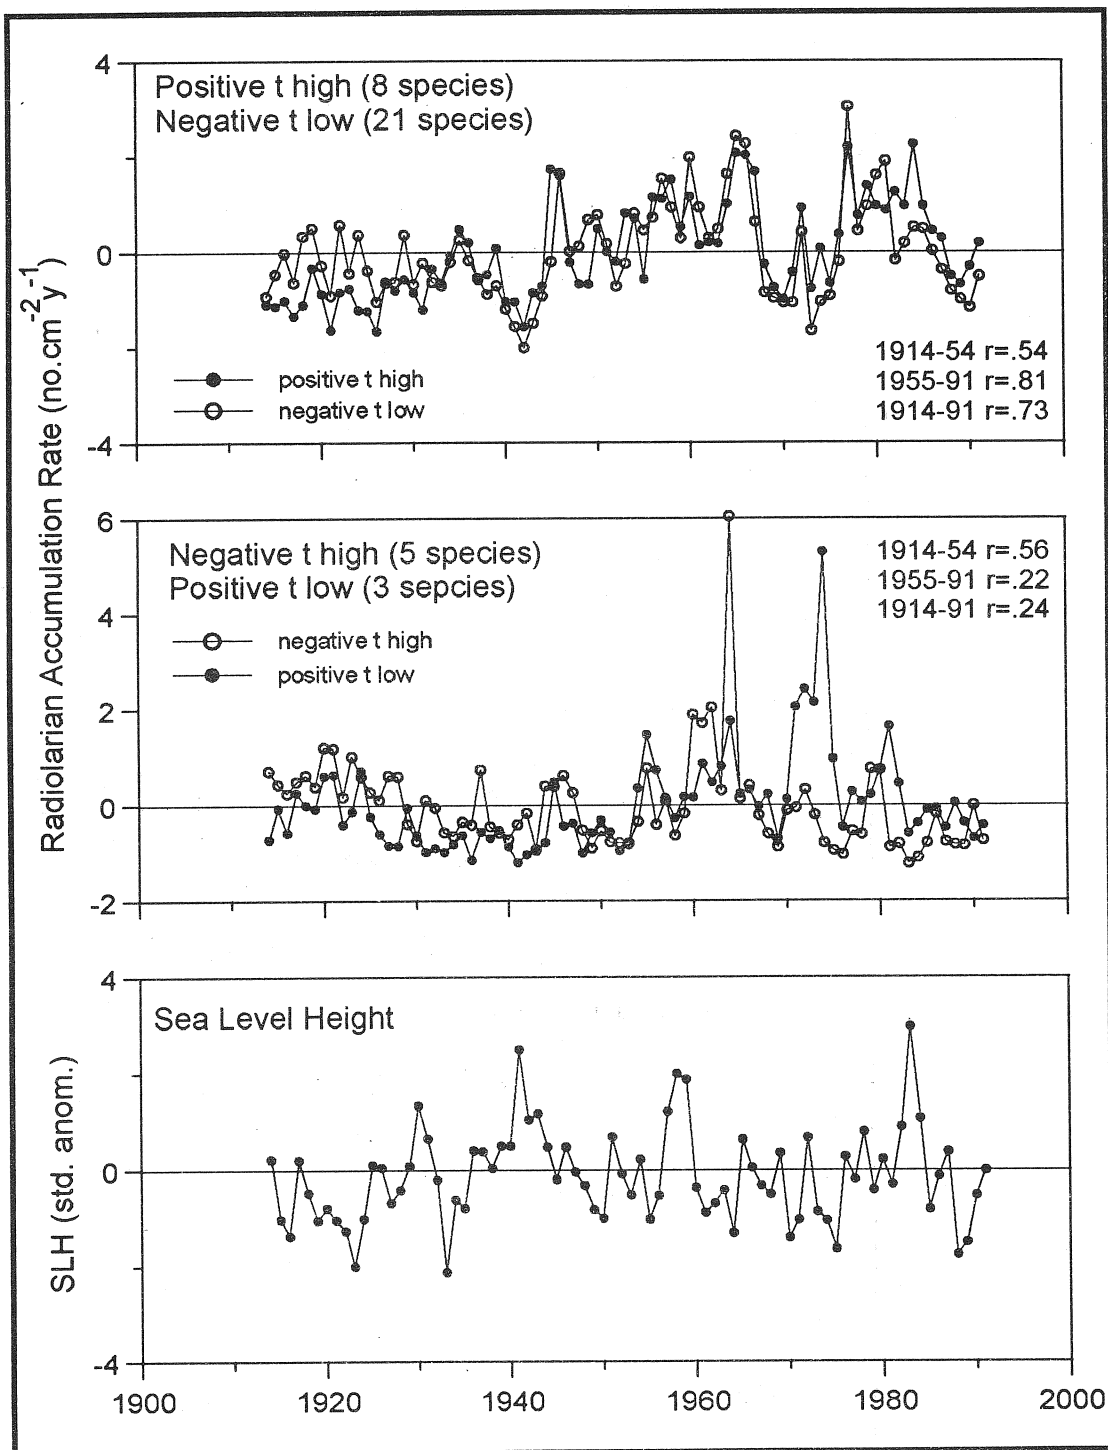 Radiolarian Accumulation Rate (no.cm-2y-1)
4
0
-4
Positive t high (8 species)
Negative t low (21 species)
positive t high
negative t low
1914-54 r=.54
1955-91 r=.81
1914-91 r=.73
6
4
2
0
-2
Negative t high (5 species)
Positive t low (3 sepcies)
negative t high
positive t low
1914-54 r=.56
1955-91 r=.22
1914-91 r=.24
SLH (std. anom.)
4
0
-4
Sea Level Height
1900 1920 1940 1960 1980 2000